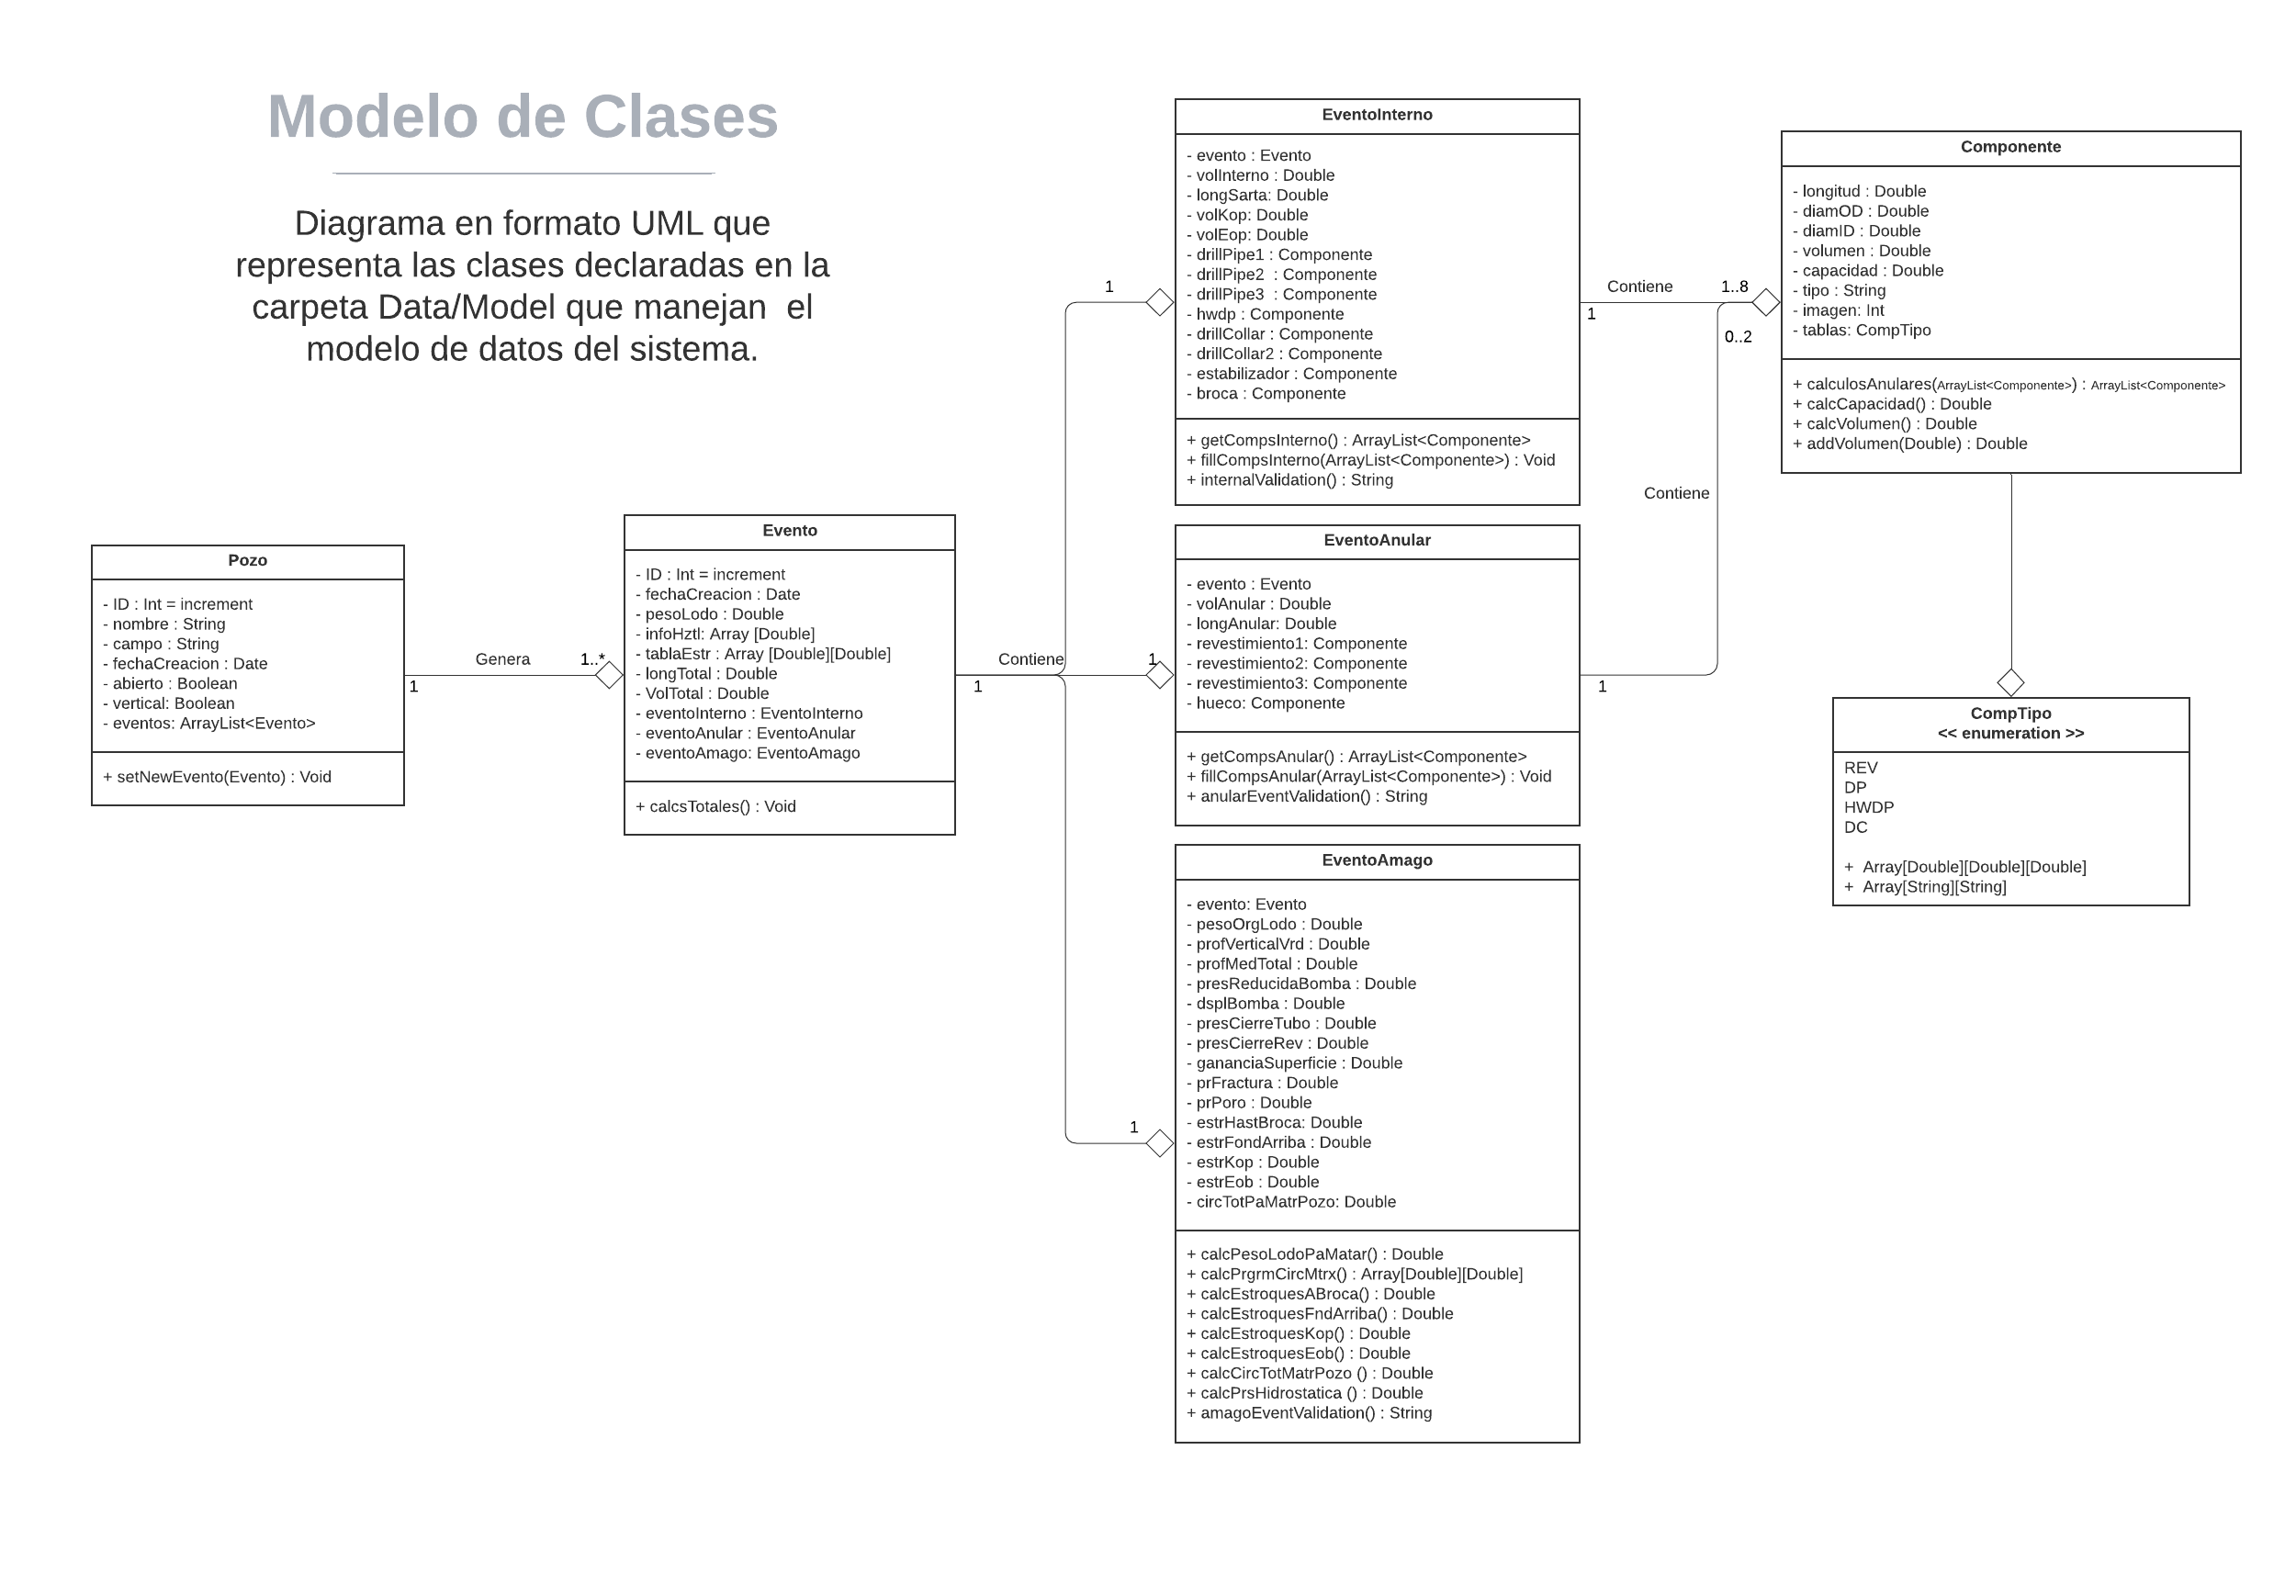 Modelo de Clases
Diagrama en formato UML que
representa las clases declaradas en la
carpeta Data/Model que manejan  el
modelo de datos del sistema.
Pozo
- ID : Int = increment
- nombre : String
- campo : String
- fechaCreacion : Date
- abierto : Boolean
- vertical: Boolean
- eventos: ArrayList<Evento>
+ setNewEvento(Evento) : Void
1
Genera
1..*
Evento
- ID : Int = increment
- fechaCreacion : Date
- pesoLodo : Double
- infoHztl: Array [Double]
- tablaEstr : Array [Double][Double]
- longTotal : Double
- VolTotal : Double
- eventoInterno : EventoInterno
- eventoAnular : EventoAnular
- eventoAmago: EventoAmago
+ calcsTotales() : Void
1
Contiene
1
1
1
EventoInterno
- evento : Evento
- volInterno : Double
- longSarta: Double
- volKop: Double
- volEop: Double
- drillPipe1 : Componente
- drillPipe2  : Componente
- drillPipe3  : Componente
- hwdp : Componente
- drillCollar : Componente
- drillCollar2 : Componente
- estabilizador : Componente
- broca : Componente
+ getCompsInterno() : ArrayList<Componente>
+ fillCompsInterno(ArrayList<Componente>) : Void
+ internalValidation() : String
EventoAnular
- evento : Evento
- volAnular : Double
- longAnular: Double
- revestimiento1: Componente
- revestimiento2: Componente
- revestimiento3: Componente
- hueco: Componente
+ getCompsAnular() : ArrayList<Componente>
+ fillCompsAnular(ArrayList<Componente>) : Void
+ anularEventValidation() : String
EventoAmago
- evento: Evento
- pesoOrgLodo : Double
- profVerticalVrd : Double
- profMedTotal : Double
- presReducidaBomba : Double
- dsplBomba : Double
- presCierreTubo : Double
- presCierreRev : Double
- gananciaSuperficie : Double
- prFractura : Double
- prPoro : Double
- estrHastBroca: Double
- estrFondArriba : Double
- estrKop : Double
- estrEob : Double
- circTotPaMatrPozo: Double
+ calcPesoLodoPaMatar() : Double
+ calcPrgrmCircMtrx() : Array[Double][Double]
+ calcEstroquesABroca() : Double
+ calcEstroquesFndArriba() : Double
+ calcEstroquesKop() : Double
+ calcEstroquesEob() : Double
+ calcCircTotMatrPozo () : Double
+ calcPrsHidrostatica () : Double
+ amagoEventValidation() : String
Contiene
1..8
1
0..2
Contiene
1
Componente
- longitud : Double
- diamOD : Double
- diamID : Double
- volumen : Double
- capacidad : Double
- tipo : String
- imagen: Int
- tablas: CompTipo
+ calculosAnulares(ArrayList<Componente>) : ArrayList<Componente>
+ calcCapacidad() : Double
+ calcVolumen() : Double
+ addVolumen(Double) : Double
CompTipo
<< enumeration >>
REV
DP
HWDP
DC
+  Array[Double][Double][Double]
+  Array[String][String]